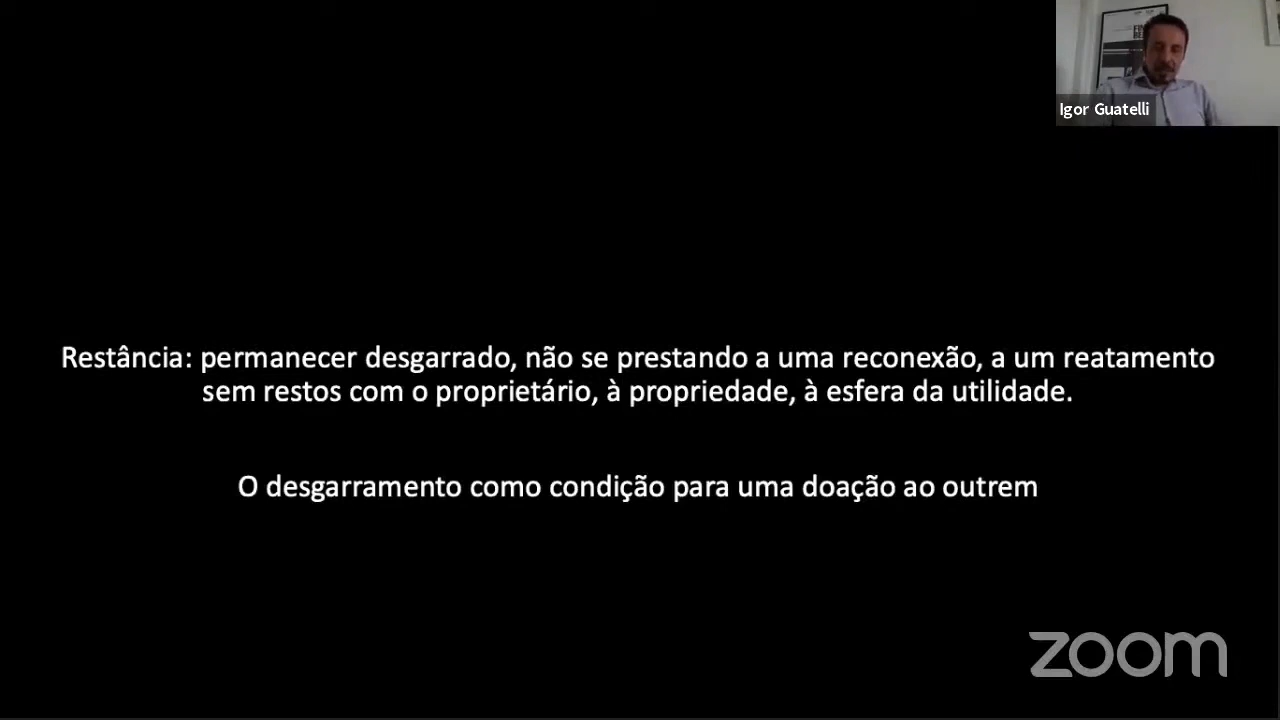 Igor Guatelli
Restância: permanecer desgarrado, não se prestando a uma reconexão, a um reatamento
sem restos com o proprietário, à propriedade, à esfera da utilidade.
O desgarramento como condição para uma doação ao outrem
zoom